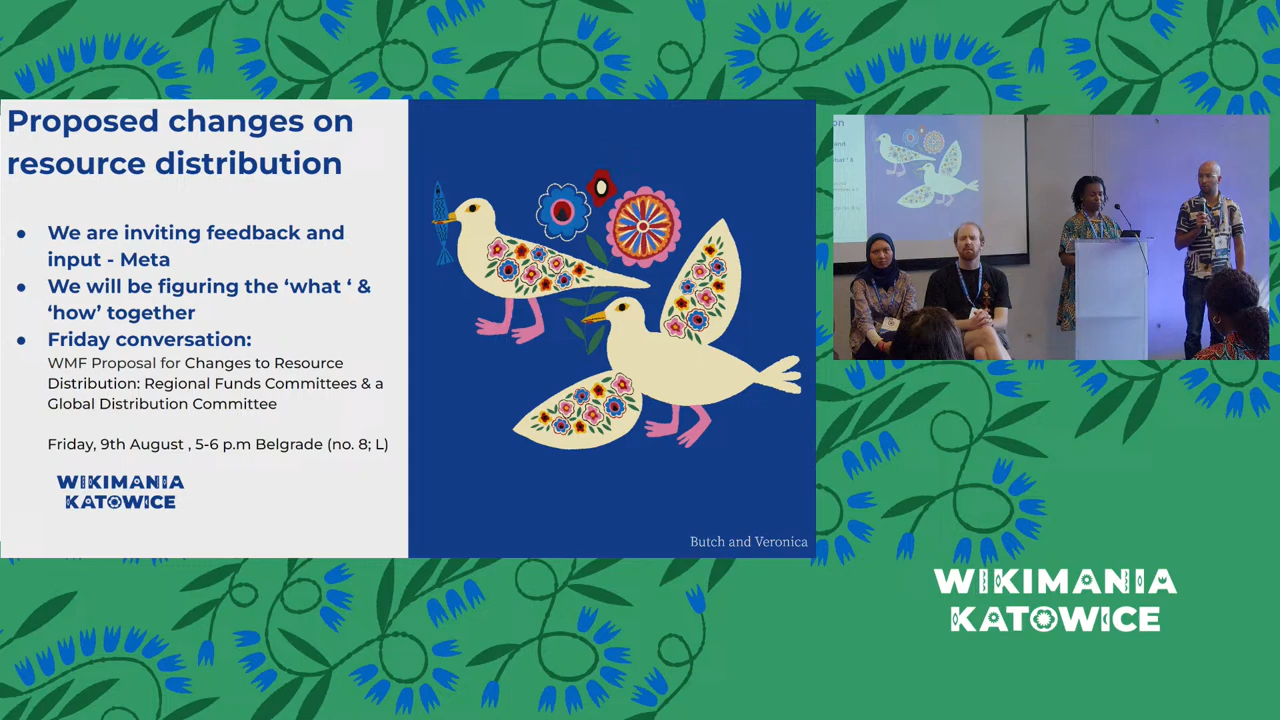 Proposed changes on
resource distribution
● We are inviting feedback and
input - Meta
● We will be figuring the ‘what ‘ &
‘how’ together
● Friday conversation:
WMF Proposal for Changes to Resource
Distribution: Regional Funds Committees & a
Global Distribution Committee
Friday, 9th August , 5-6 p.m Belgrade (no. 8; L)
WIKIMANIA
KATOWICE
Butch and Veronica
WIKIMANIA
KATOWICE